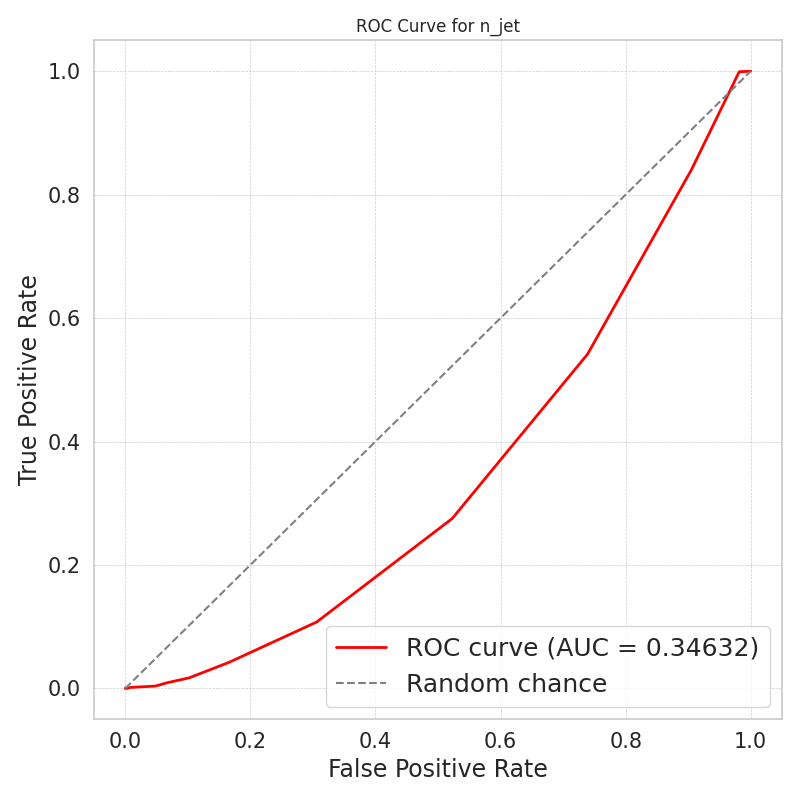 ROC Curve for n_jet
1.0
0.8
0.6
0.4
0.2
0.0
True Positive Rate
ROC curve (AUC = 0.34632)
Random chance
0.0 0.2 0.4 0.6 0.8 1.0
False Positive Rate